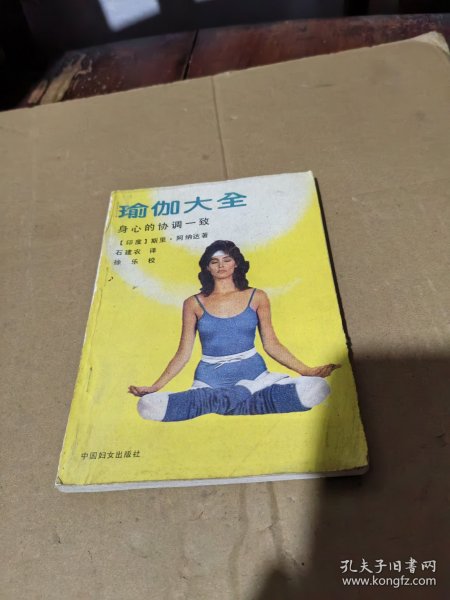 瑜伽大全
身心的协调一致
【印度】斯里·阿纳达著
石建农 译
徐 乐 校
中国妇女出版社
孔夫子旧书网
www.kongfz.com